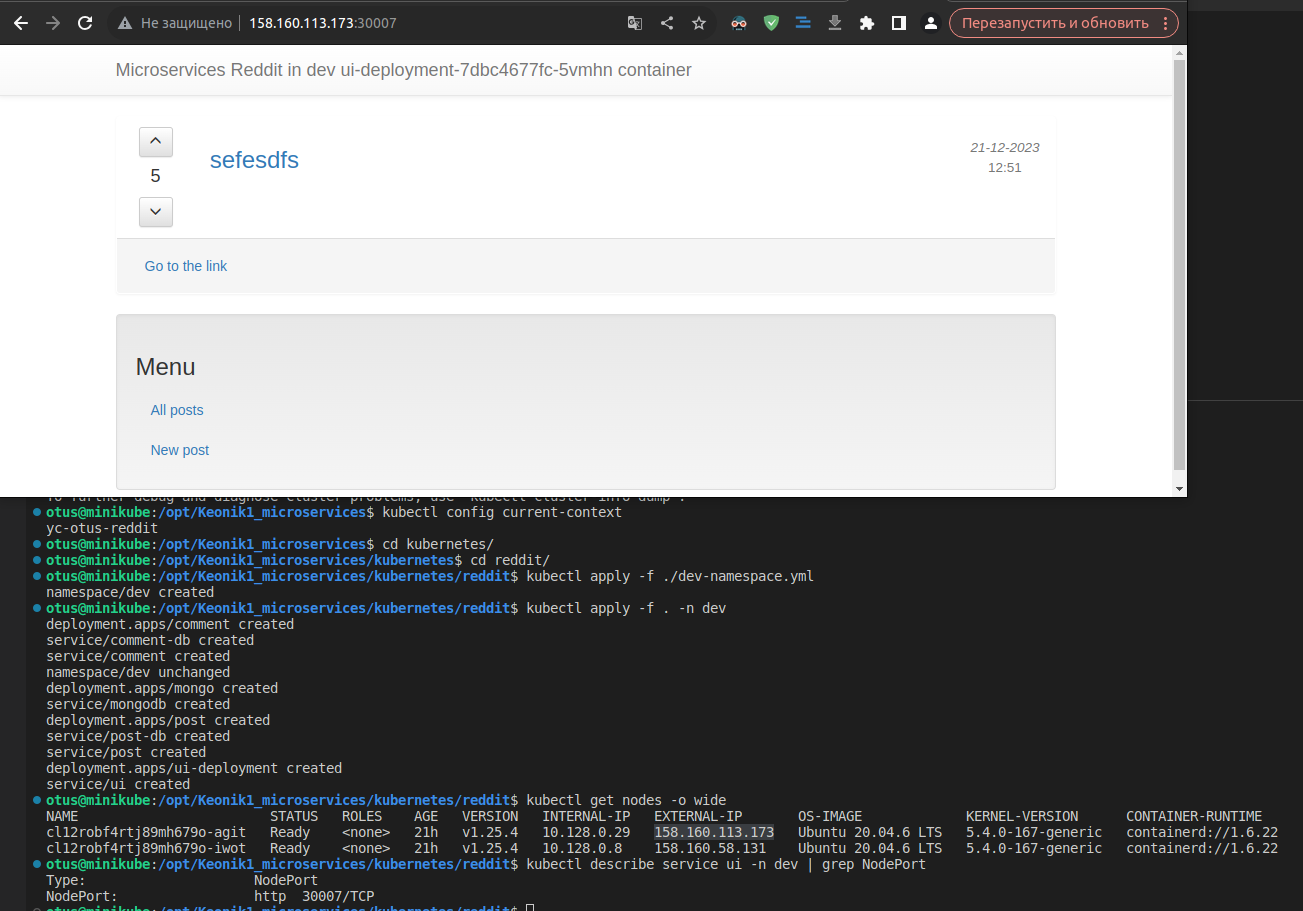 Не защищено 158.160.113.173:30007 Перезапустить и обновить
Microservices Reddit in dev ui-deployment-7dbc4677fc-5vmhn container
5
sefesdfs
21-12-2023
12:51
Go to the link
Menu
All posts
New post
To further debug and diagnose cluster problems, use 'kubectl cluster-info dump'.
otus@minikube:/opt/Keonik1_microservices$ kubectl config current-context
yc-otus-reddit
otus@minikube:/opt/Keonik1_microservices$ cd kubernetes/
otus@minikube:/opt/Keonik1_microservices/kubernetes$ cd reddit/
otus@minikube:/opt/Keonik1_microservices/kubernetes/reddit$ kubectl apply -f ./dev-namespace.yml
namespace/dev created
otus@minikube:/opt/Keonik1_microservices/kubernetes/reddit$ kubectl apply -f . -n dev
deployment.apps/comment created
service/comment-db created
service/comment created
namespace/dev unchanged
deployment.apps/mongo created
service/mongodb created
deployment.apps/post created
service/post-db created
service/post created
deployment.apps/ui-deployment created
service/ui created
otus@minikube:/opt/Keonik1_microservices/kubernetes/reddit$ kubectl get nodes -o wide
NAME STATUS ROLES AGE VERSION INTERNAL-IP EXTERNAL-IP OS-IMAGE KERNEL-VERSION CONTAINER-RUNTIME
cl12robf4rtj89mh679o-agit Ready <none> 21h v1.25.4 10.128.0.29 158.160.113.173 Ubuntu 20.04.6 LTS 5.4.0-167-generic containerd://1.6.22
cl12robf4rtj89mh679o-iwot Ready <none> 21h v1.25.4 10.128.0.8 158.160.58.131 Ubuntu 20.04.6 LTS 5.4.0-167-generic containerd://1.6.22
otus@minikube:/opt/Keonik1_microservices/kubernetes/reddit$ kubectl describe service ui -n dev | grep NodePort
Type: NodePort
NodePort: http 30007/TCP
otus@minikube:/opt/Keonik1_microservices/kubernetes/reddit$